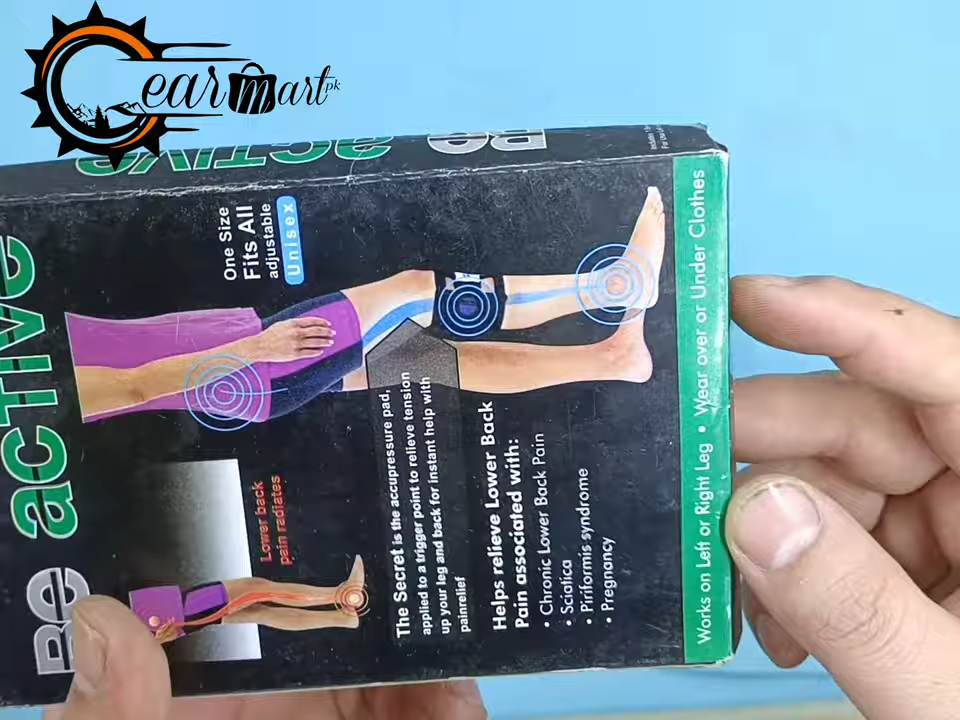 Gearmart pk
Be active
Be active
One Size
Fits All
adjustable
Unisex
Lower back
pain radiates
The Secret is the accupressure pad,
applied to a trigger point to relieve tension
up your leg and back for instant help with
painrelief
Helps relieve Lower Back
Pain associated with:
• Chronic Lower Back Pain
• Sciatica
• Piriformis syndrome
• Pregnancy
Works on Left or Right Leg • Wear over or Under Clothes